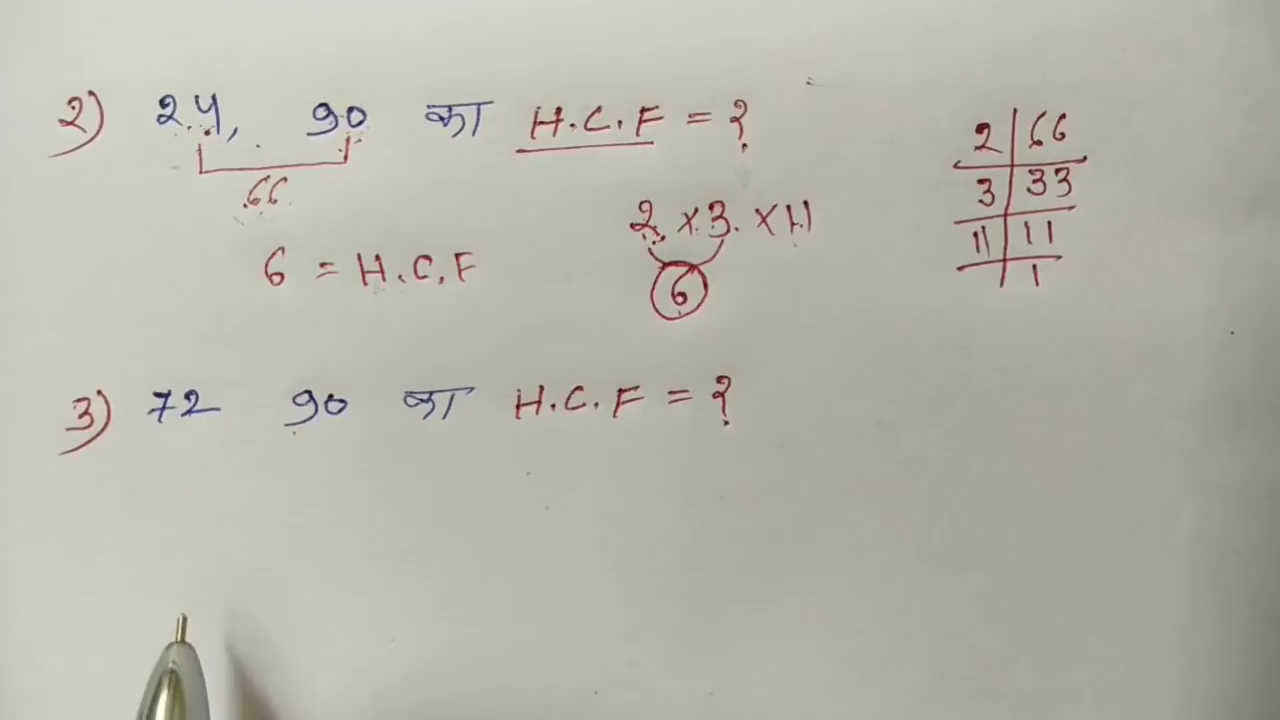 2) 24, 90 का H.C.F = ?
66
6 = H.C.F
2 × 3 × 11
6
2 | 66
3 | 33
11 | 11
1
3) 72 90 का H.C.F = ?